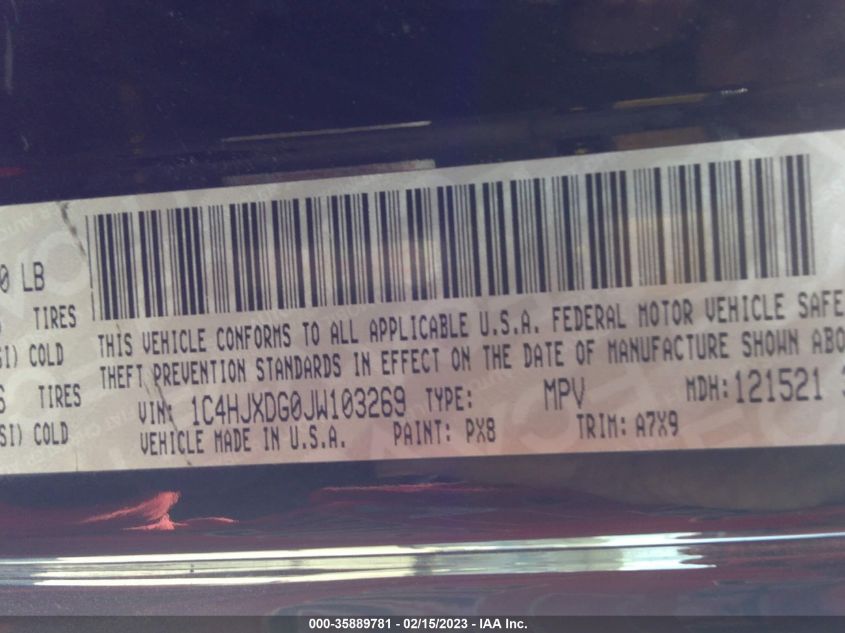 0 LB
TIRES
SI) COLD
TIRES
SI) COLD
THIS VEHICLE CONFORMS TO ALL APPLICABLE U.S.A. FEDERAL MOTOR VEHICLE SAFE
THEFT PREVENTION STANDARDS IN EFFECT ON THE DATE OF MANUFACTURE SHOWN ABO
VIN: 1C4HJXDG0JW103269 TYPE: MPV MDH: 121521
VEHICLE MADE IN U.S.A. PAINT: PX8 TRIM: A7X9
000-35889781 - 02/15/2023 - IAA Inc.